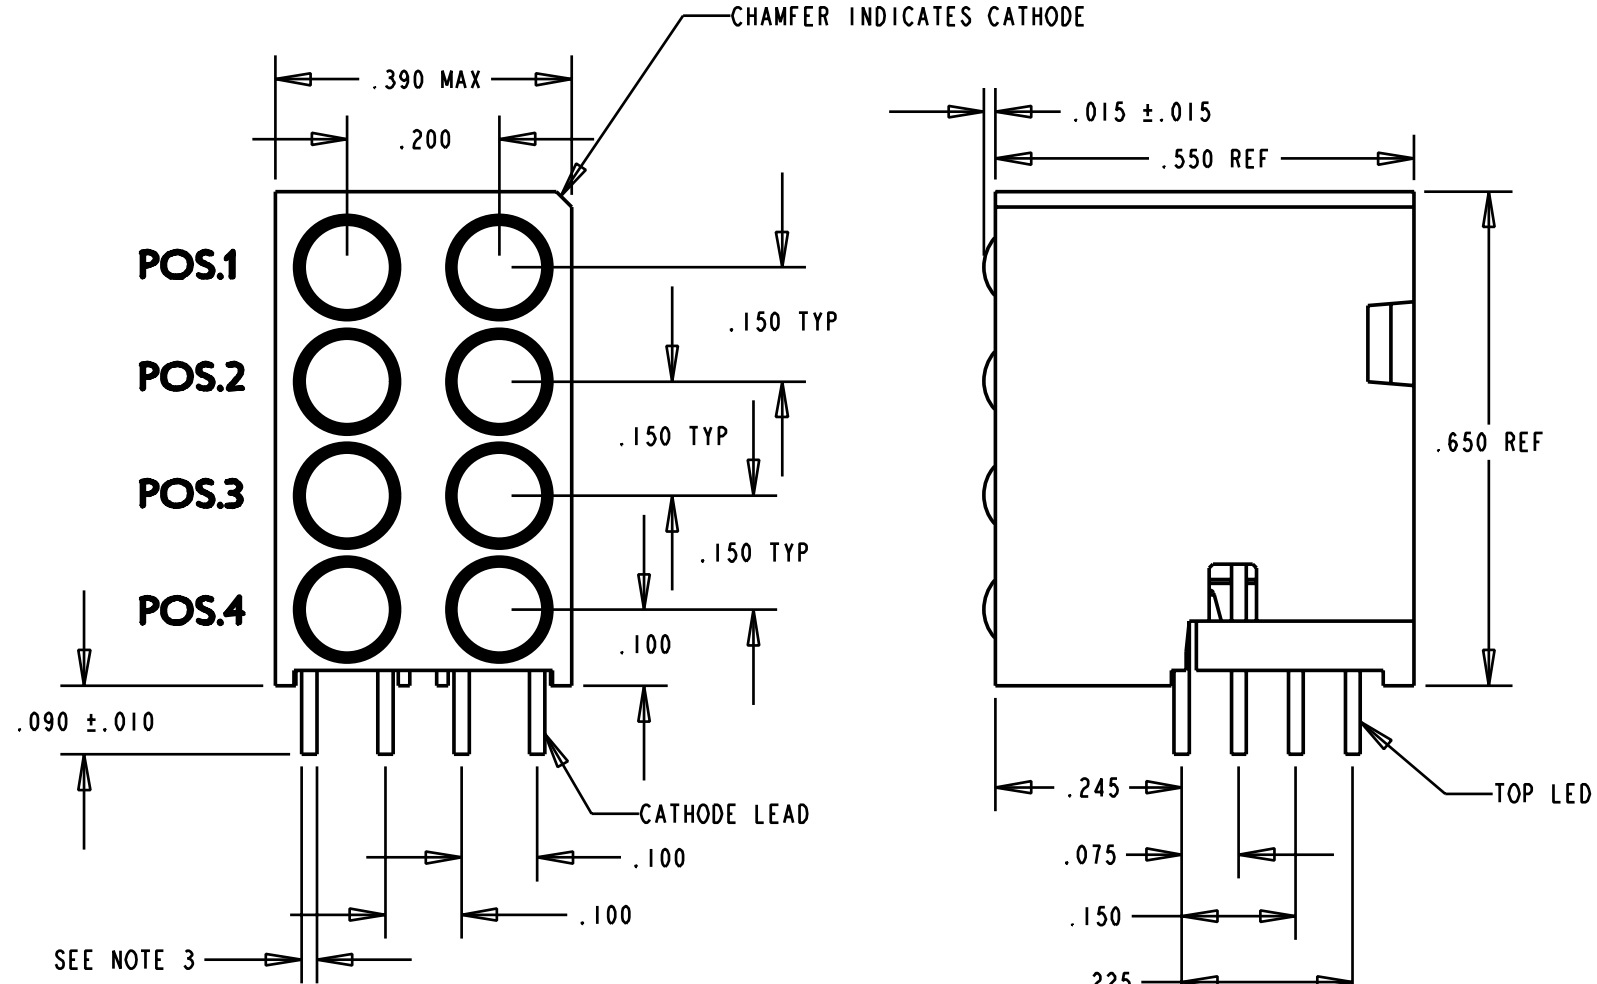 CHAMFER INDICATES CATHODE
.390 MAX
.200
.015 ±.015
.550 REF
POS.1
.150 TYP
POS.2
.150 TYP
.650 REF
POS.3
.150 TYP
POS.4
.100
.090 ±.010
.245
TOP LED
CATHODE LEAD
.100
.075
.100
.150
SEE NOTE 3
.225